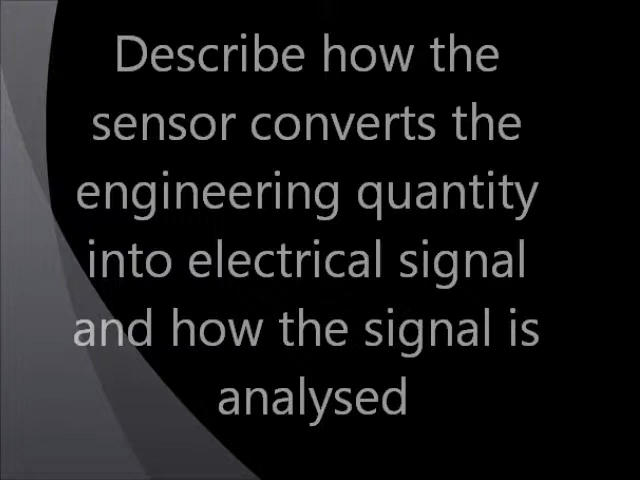 Describe how the
sensor converts the
engineering quantity
into electrical signal
and how the signal is
analysed